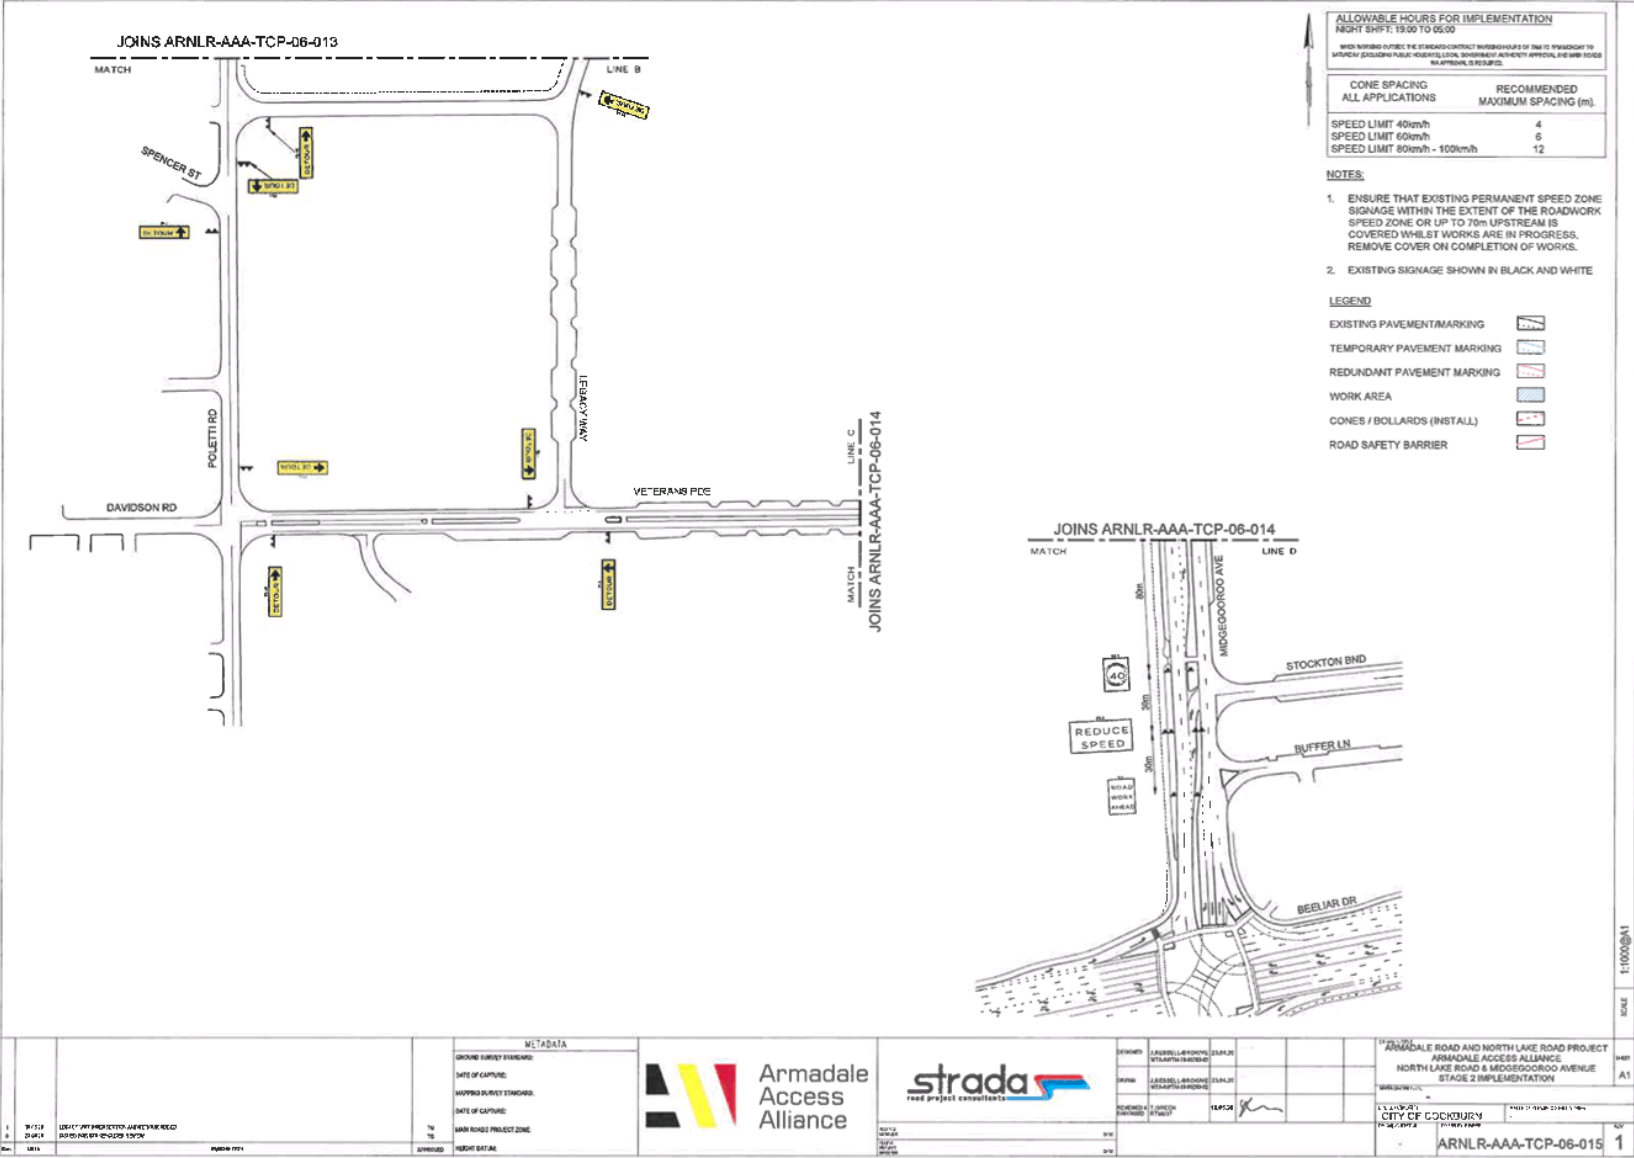 JOINS ARNLR-AAA-TCP-06-013
MATCH
LINE B
DETOUR
DETOUR
SPENCER ST
DETOUR
DETOUR
LEGACY WAY
POLETTI RD
DETOUR
DETOUR
DAVIDSON RD
VETERANS PDE
LINE C
MATCH
JOINS ARNLR-AAA-TCP-06-014
DETOUR
DETOUR
JOINS ARNLR-AAA-TCP-06-014
MATCH
LINE D
MIDGEGOOROO AVE
80m
STOCKTON BND
40
30m
REDUCE
SPEED
BUFFER LN
30m
ROAD
WORK
AHEAD
BEELIAR DR
ALLOWABLE HOURS FOR IMPLEMENTATION
NIGHT SHIFT: 19:00 TO 05:00
CONE SPACING
ALL APPLICATIONS
RECOMMENDED
MAXIMUM SPACING (m).
SPEED LIMIT 40km/h 4
SPEED LIMIT 60km/h 6
SPEED LIMIT 80km/h - 100km/h 12
NOTES:
1. ENSURE THAT EXISTING PERMANENT SPEED ZONE
SIGNAGE WITHIN THE EXTENT OF THE ROADWORK
SPEED ZONE OR UP TO 70m UPSTREAM IS
COVERED WHILST WORKS ARE IN PROGRESS.
REMOVE COVER ON COMPLETION OF WORKS.
2. EXISTING SIGNAGE SHOWN IN BLACK AND WHITE
LEGEND
EXISTING PAVEMENT/MARKING
TEMPORARY PAVEMENT MARKING
REDUNDANT PAVEMENT MARKING
WORK AREA
CONES / BOLLARDS (INSTALL)
ROAD SAFETY BARRIER
1:1000@A1
SCALE
METADATA
GROUND SURVEY STANDARD:
DATE OF CAPTURE:
MAPPING SURVEY STANDARD:
DATE OF CAPTURE:
MAIN ROADS PROJECT ZONE:
HEIGHT DATUM:
APPROVED
Armadale
Access
Alliance
strada
road project consultants
ARMADALE ROAD AND NORTH LAKE ROAD PROJECT
ARMADALE ACCESS ALLIANCE
NORTH LAKE ROAD & MIDGEGOOROO AVENUE
STAGE 2 IMPLEMENTATION
SHEET
A1
CITY OF COCKBURN
ARNLR-AAA-TCP-06-015
1